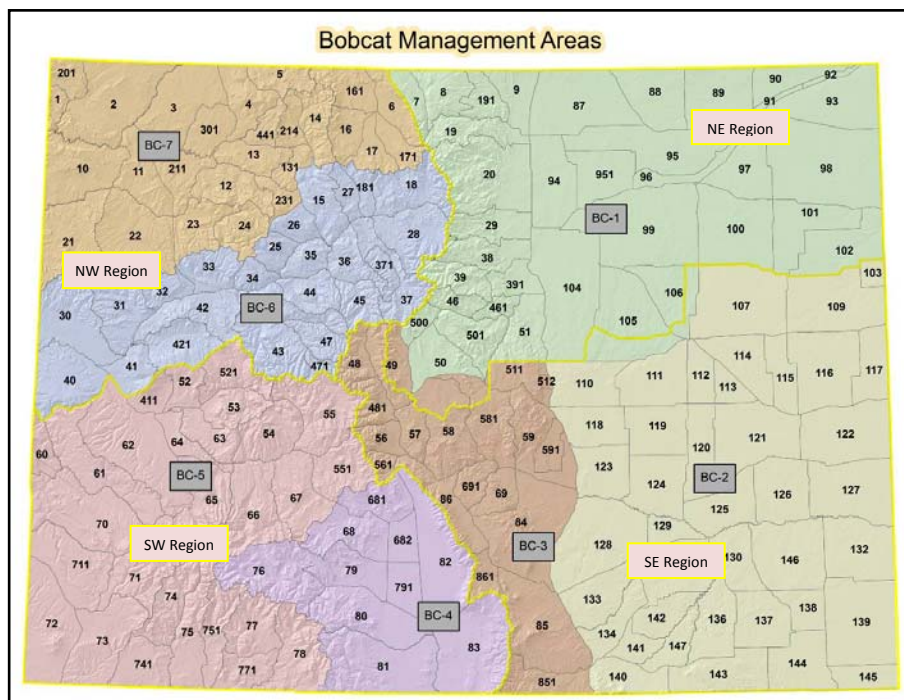 Bobcat Management Areas
201 5 161 6 7 8 191 9 87 88 89 90 91 92 93
1 2 3 4 14
301 441 214 16 19 NE Region
BC-7 13 17 171 95
10 11 211 131 20 94 951 96 97 98
12 231 15 27 181 18
23 24 26 29 BC-1 99 100 101
21 22 25 35 36 28 38 102
NW Region 33 34 371 39 391 104 106 103
32 44 45 37 46 461 107 109
30 31 42 BC-6 500 501 51 105
421 43 47 114
40 41 471 48 49 50 511 111 112 113 115 116 117
52 521 512 110
411 53 55 481 581 118 119 121 122
62 64 63 54 56 57 58 59 120
60 61 551 561 591 123
BC-5 67 691 69 124 BC-2 126 127
65 681 86 125
70 66 68 84 129
SW Region 682 82 BC-3 128 SE Region 130 146 132
711 71 76 79 861
74 791 133 142 136 137 138 139
72 73 75 751 77 80 BC-4 83 85 134 141 147
741 771 78 81 851 140 143 144 145